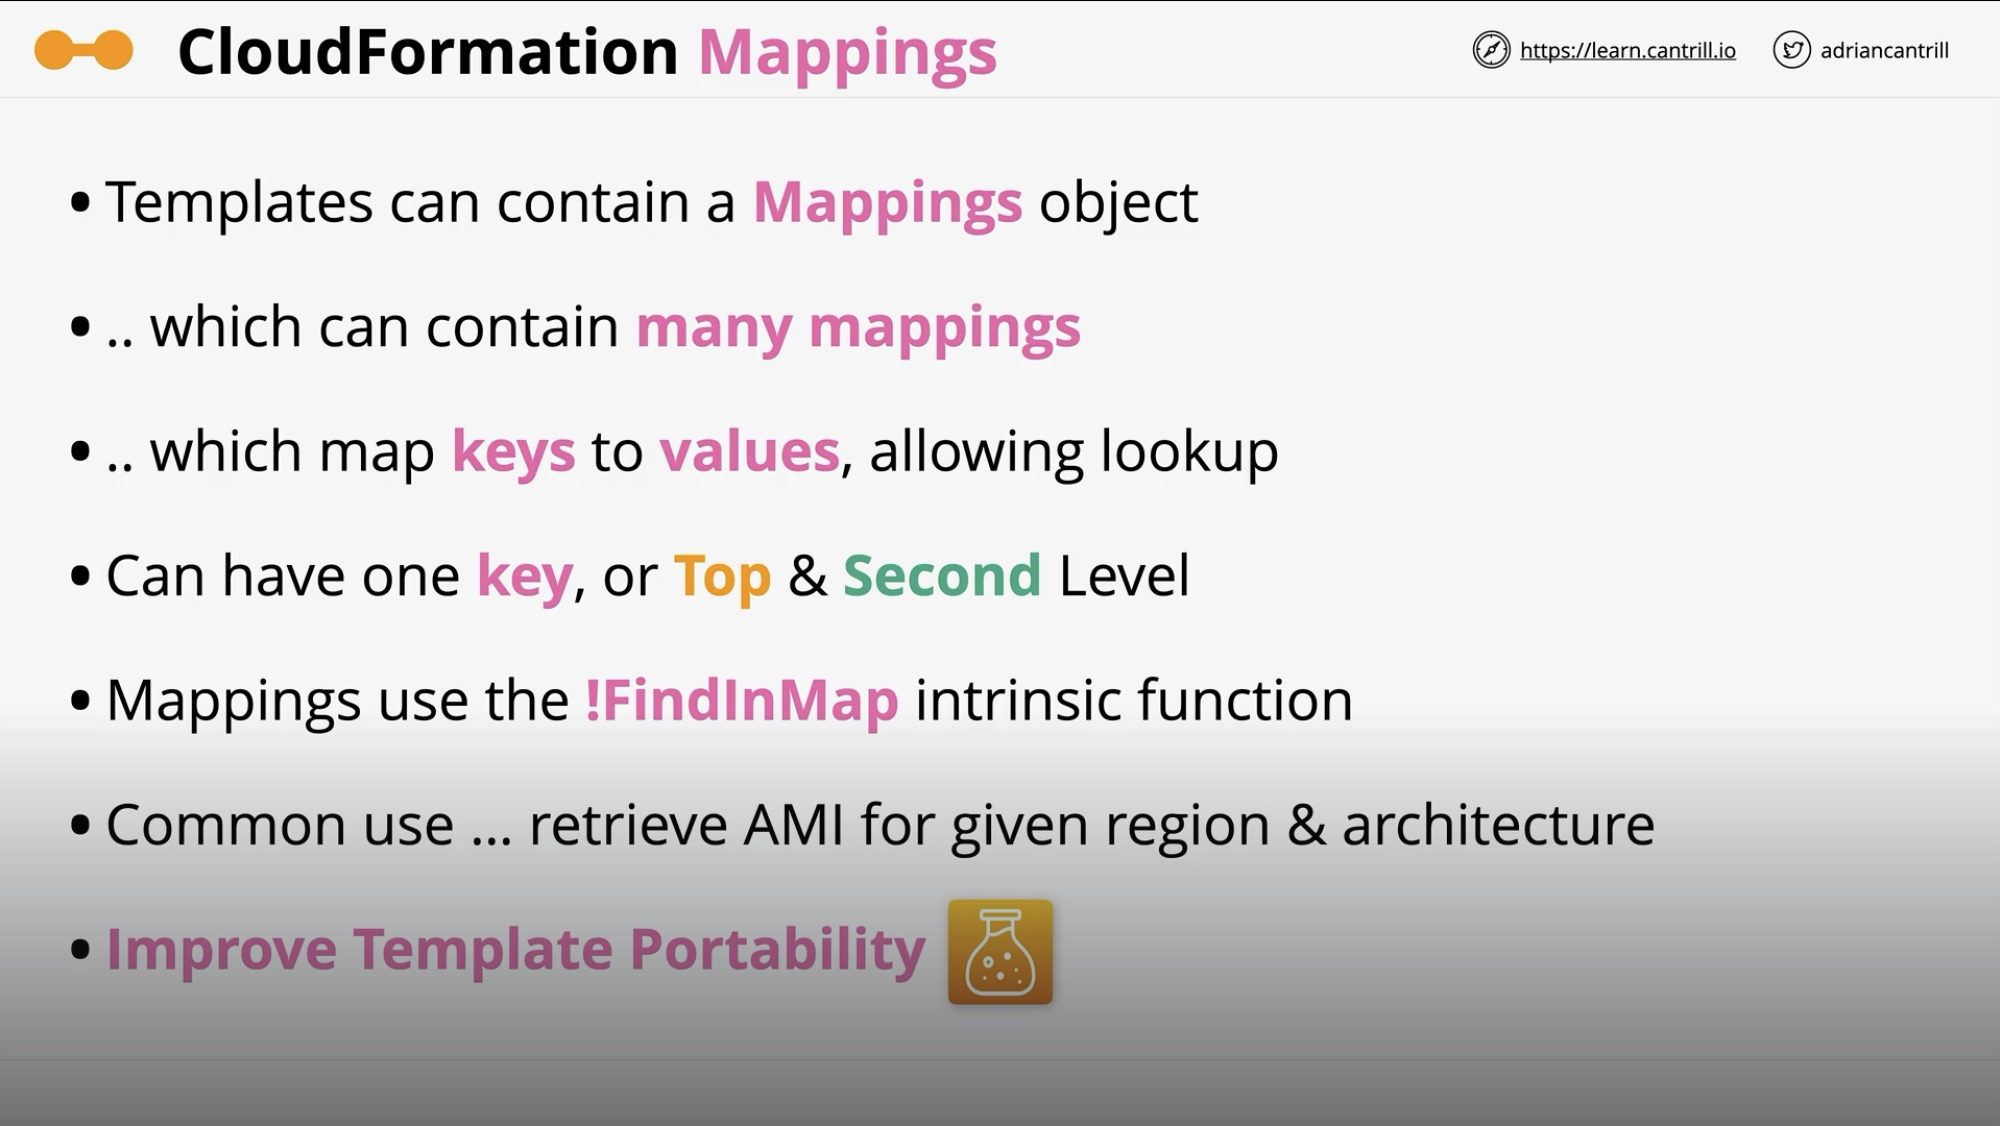 CloudFormation Mappings
https://learn.cantrill.io
adriancantrill
• Templates can contain a Mappings object
• .. which can contain many mappings
• .. which map keys to values, allowing lookup
• Can have one key, or Top & Second Level
• Mappings use the !FindInMap intrinsic function
• Common use ... retrieve AMI for given region & architecture
• Improve Template Portability